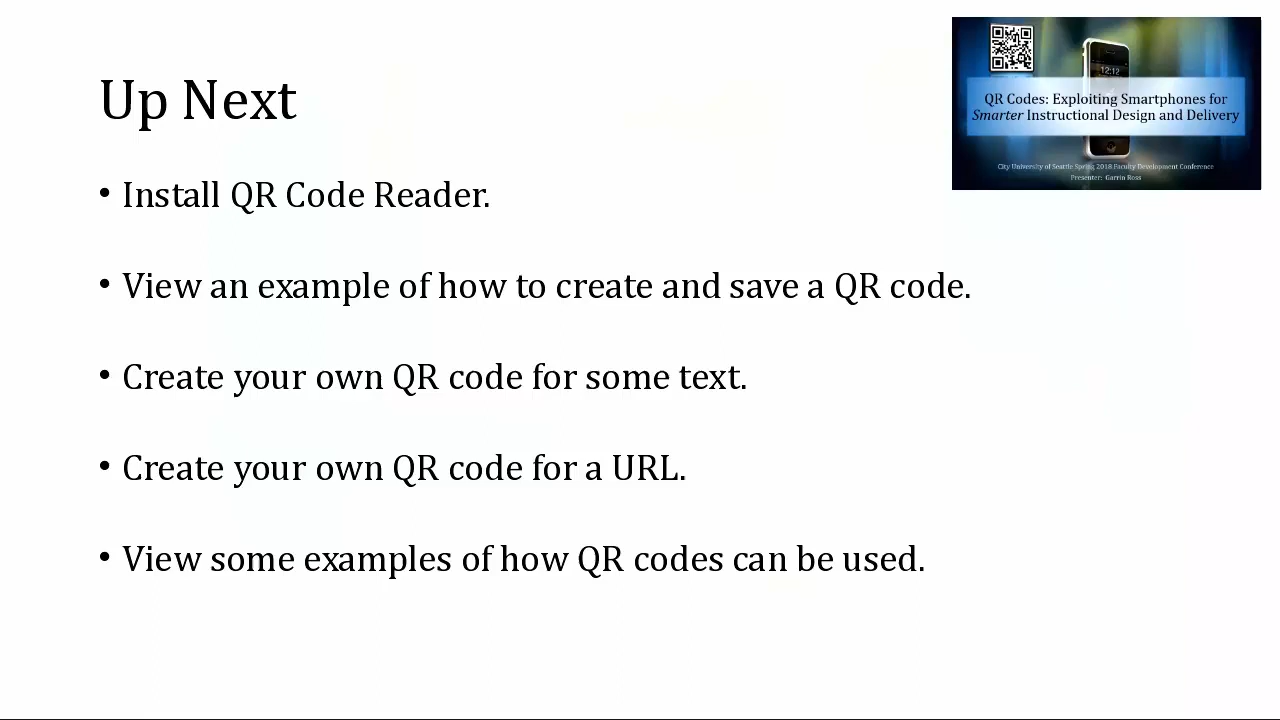 Up Next
• Install QR Code Reader.
• View an example of how to create and save a QR code.
• Create your own QR code for some text.
• Create your own QR code for a URL.
• View some examples of how QR codes can be used.
12:12
QR Codes: Exploiting Smartphones for
Smarter Instructional Design and Delivery
City University of Seattle Spring 2018 Faculty Development Conference
Presenter: Garrin Ross